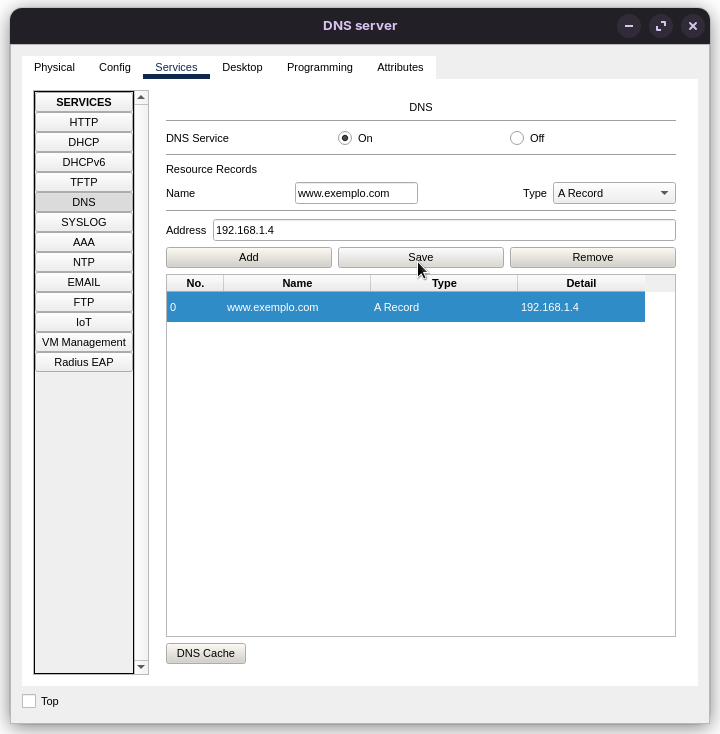 DNS server
Physical Config Services Desktop Programming Attributes
SERVICES
HTTP
DHCP
DHCPv6
TFTP
DNS
SYSLOG
AAA
NTP
EMAIL
FTP
IoT
VM Management
Radius EAP
DNS
DNS Service On Off
Resource Records
Name www.exemplo.com Type A Record
Address 192.168.1.4
Add Save Remove
No. Name Type Detail
0 www.exemplo.com A Record 192.168.1.4
DNS Cache
Top